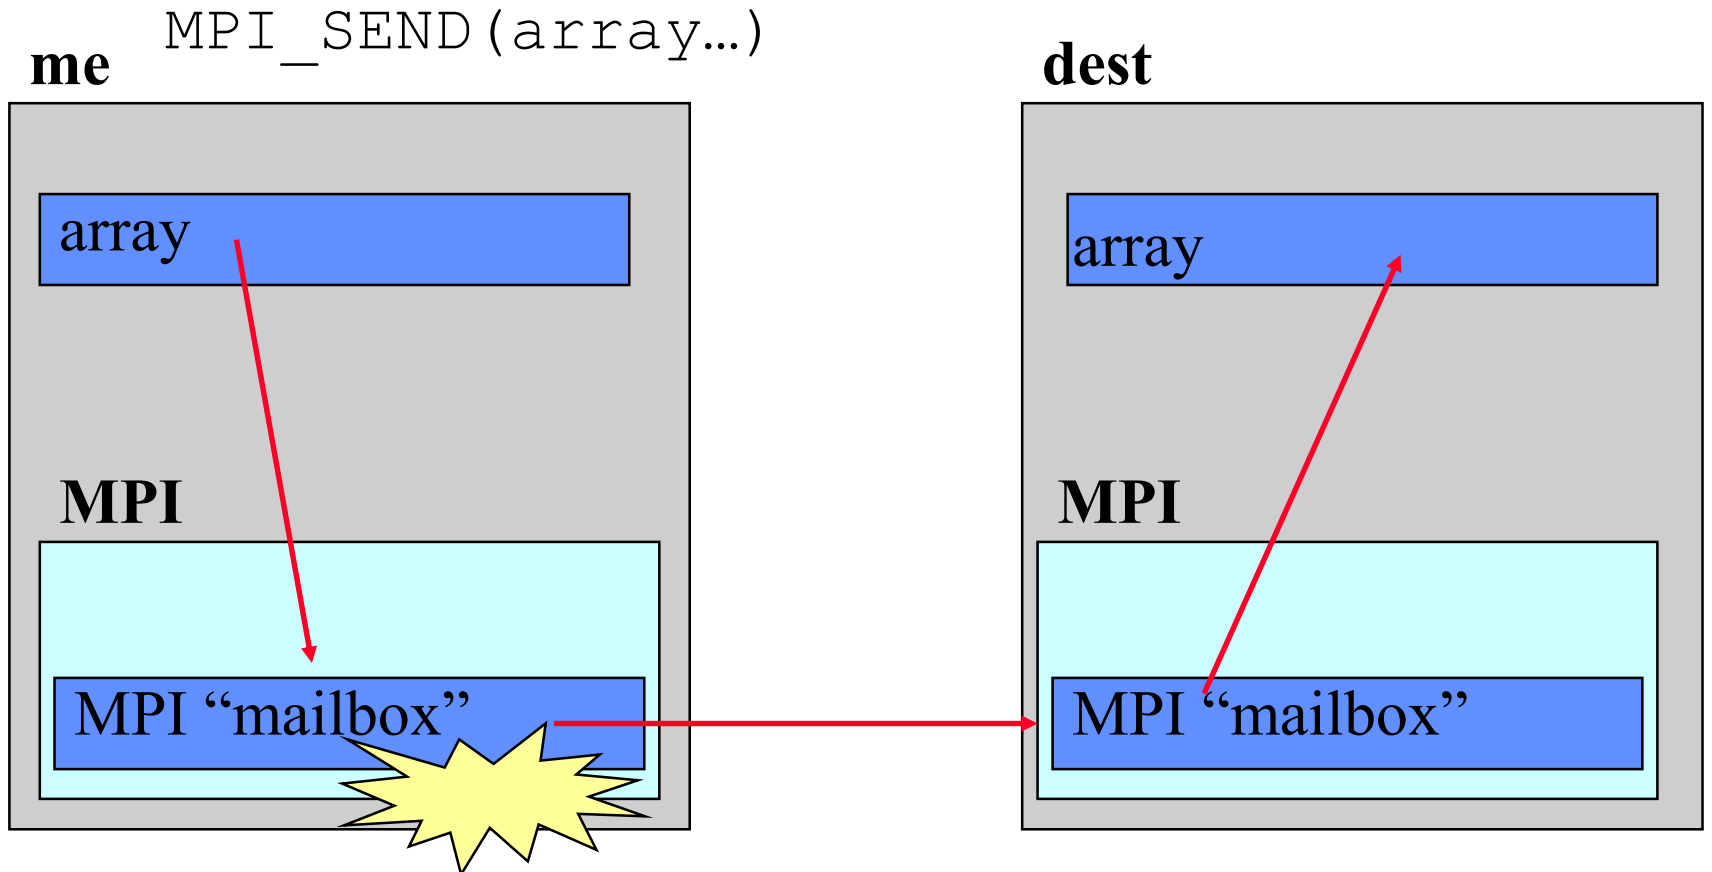 MPI_SEND(array…)
me
dest
array
array
MPI
MPI
MPI “mailbox”
MPI “mailbox”